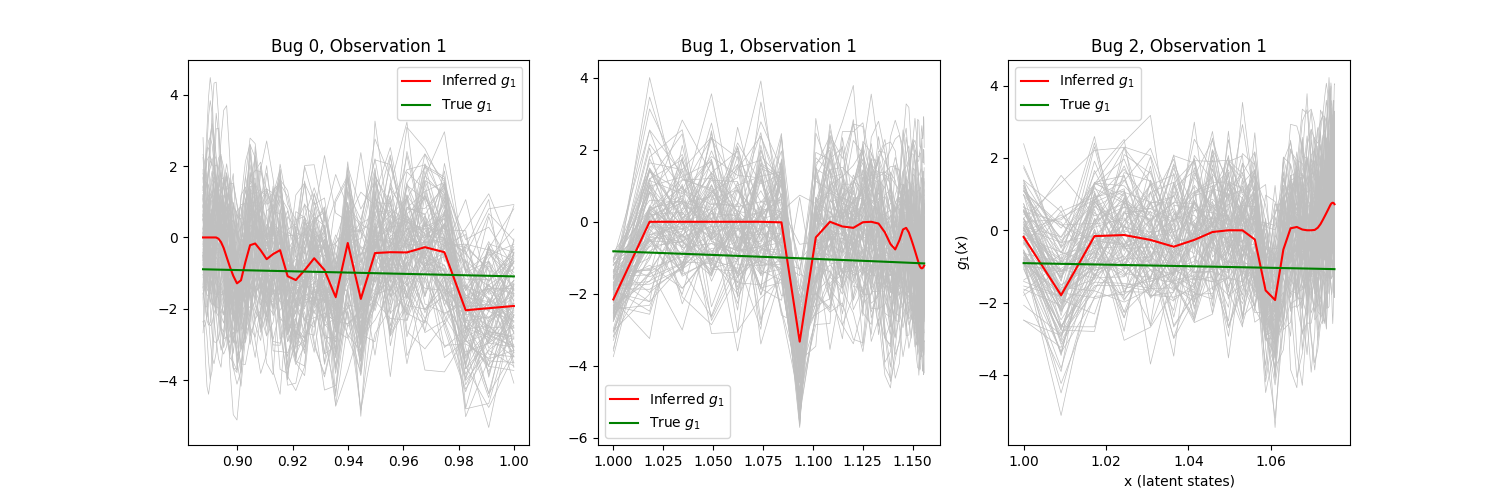 Bug 0, Observation 1
Inferred g₁
True g₁
4
2
0
−2
−4
0.90 0.92 0.94 0.96 0.98 1.00
Bug 1, Observation 1
4
2
0
−2
−4
−6
Inferred g₁
True g₁
1.000 1.025 1.050 1.075 1.100 1.125 1.150
Bug 2, Observation 1
Inferred g₁
True g₁
g₁(x)
4
2
0
−2
−4
1.00 1.02 1.04 1.06
x (latent states)